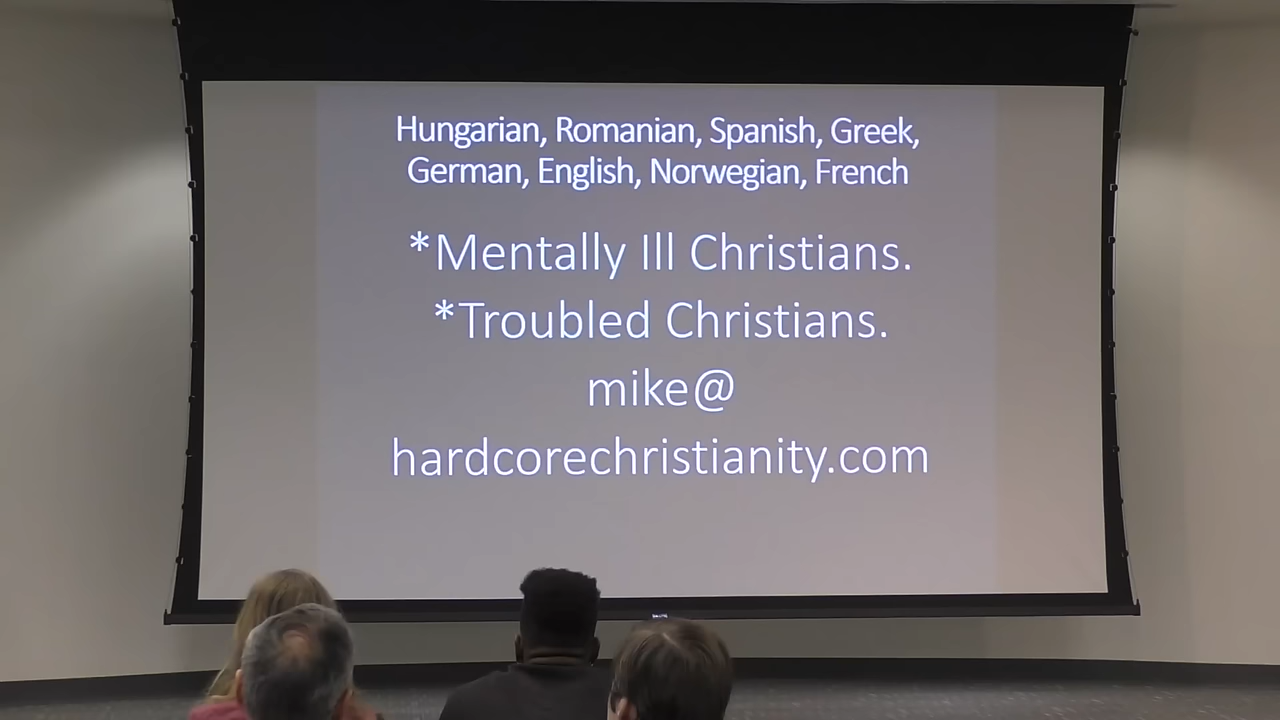 Hungarian, Romanian, Spanish, Greek,
German, English, Norwegian, French
*Mentally Ill Christians.
*Troubled Christians.
mike@
hardcorechristianity.com